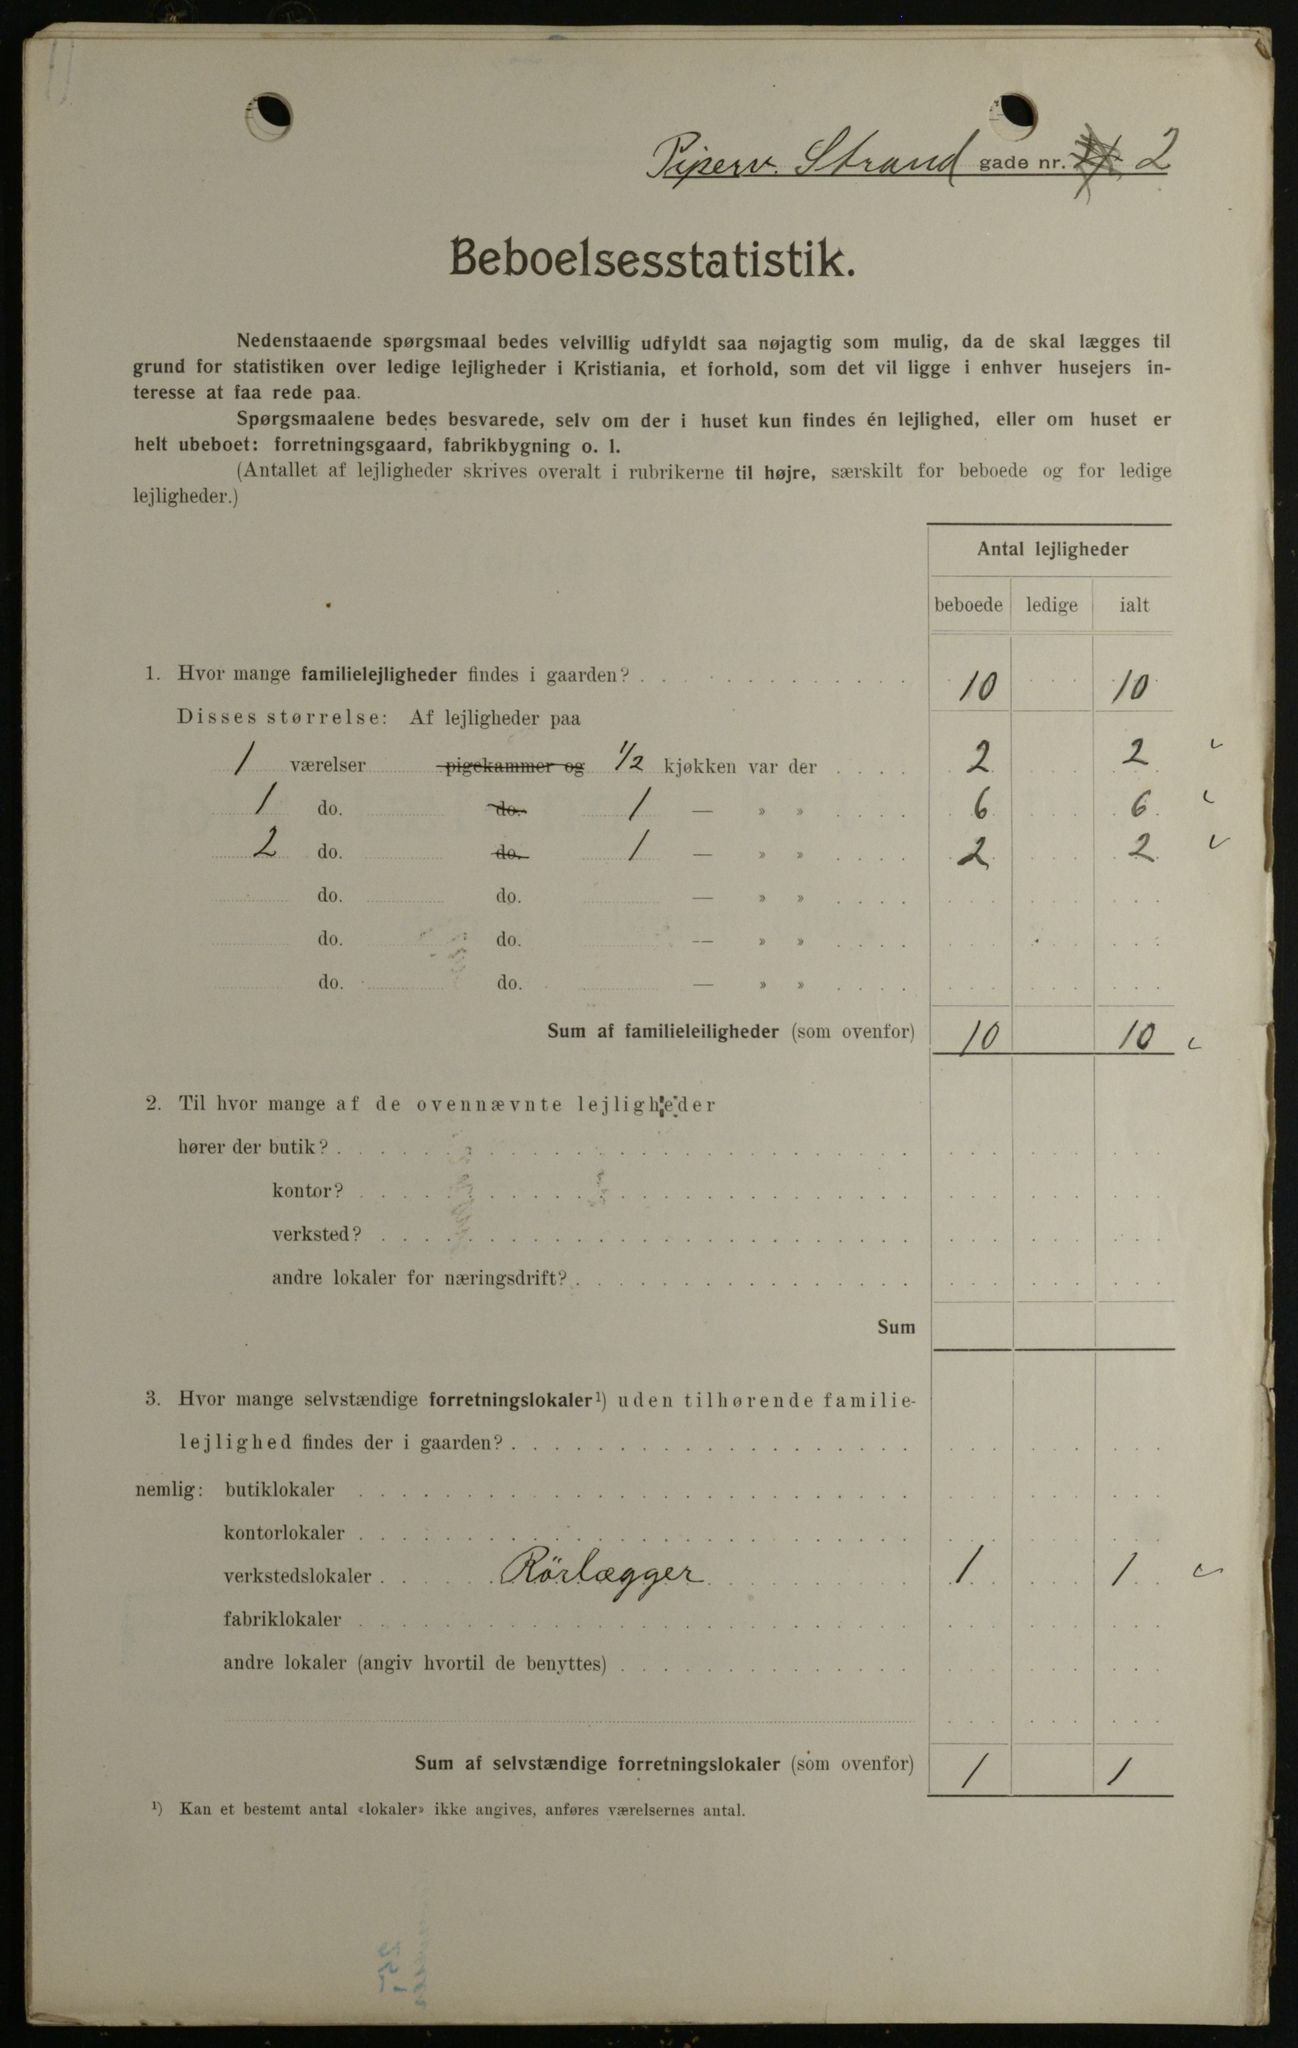 Piperv. Strand gade nr. 2
Beboelsesstatistik.
Nedenstaaende spørgsmaal bedes velvillig udfyldt saa nøjagtig som mulig, da de skal lægges til
grund for statistiken over ledige lejligheder i Kristiania, et forhold, som det vil ligge i enhver husejers in-
teresse at faa rede paa.
Spørgsmaalene bedes besvarede, selv om der i huset kun findes én lejlighed, eller om huset er
helt ubeboet: forretningsgaard, fabrikbygning o. l.
(Antallet af lejligheder skrives overalt i rubrikerne til højre, særskilt for beboede og for ledige
lejligheder.)
Antal lejligheder
beboede ledige ialt
1. Hvor mange familielejligheder findes i gaarden? 10 10
Disses størrelse: Af lejligheder paa
1 værelser pigekammer og 1/2 kjøkken var der 2 2
1 do. do. 1 — » » 6 6
2 do. do. 1 — » » 2 2
do. do. — » »
do. do. — » »
do. do. — » »
Sum af familieleiligheder (som ovenfor) 10 10
2. Til hvor mange af de ovennævnte lejligheder
hører der butik?
kontor?
verksted?
andre lokaler for næringsdrift?
Sum
3. Hvor mange selvstændige forretningslokaler¹) uden tilhørende familie-
lejlighed findes der i gaarden?
nemlig: butiklokaler
kontorlokaler
verkstedslokaler Rörlægger 1 1
fabriklokaler
andre lokaler (angiv hvortil de benyttes)
Sum af selvstændige forretningslokaler (som ovenfor) 1 1
¹) Kan et bestemt antal «lokaler» ikke angives, anføres værelsernes antal.